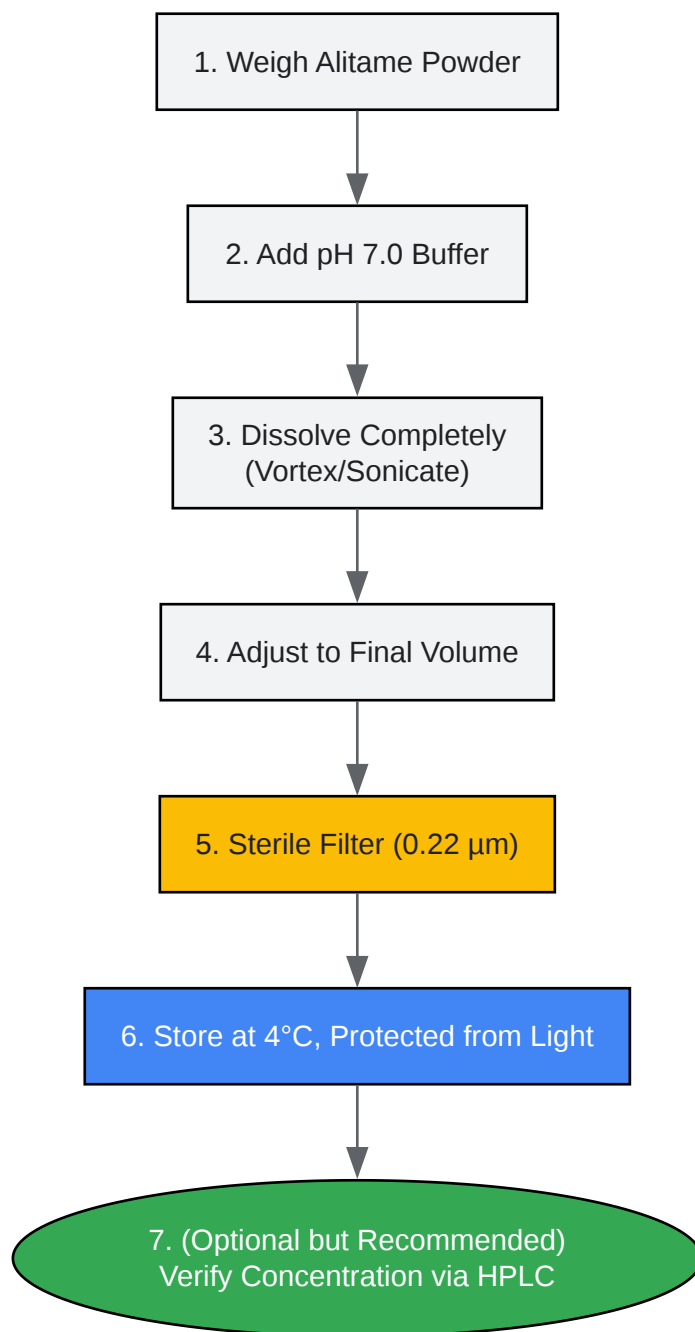 1. Weigh Alitame Powder
2. Add pH 7.0 Buffer
3. Dissolve Completely
(Vortex/Sonicate)
4. Adjust to Final Volume
5. Sterile Filter (0.22 µm)
6. Store at 4°C, Protected from Light
7. (Optional but Recommended)
Verify Concentration via HPLC